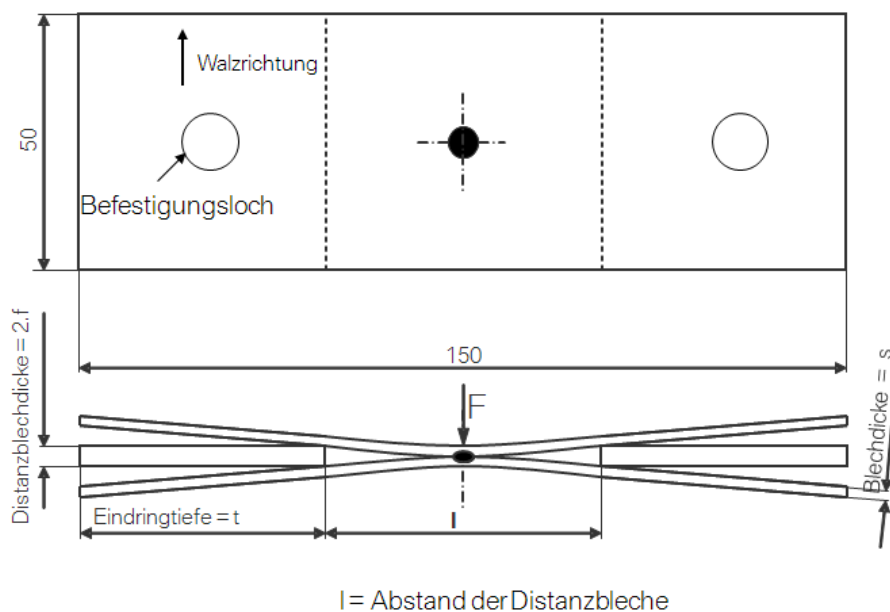 Walzrichtung
50
Befestigungsloch
Distanzblechdicke = 2.f
150
F
Blechdicke = s
Eindringtiefe = t
l
l = Abstand der Distanzbleche